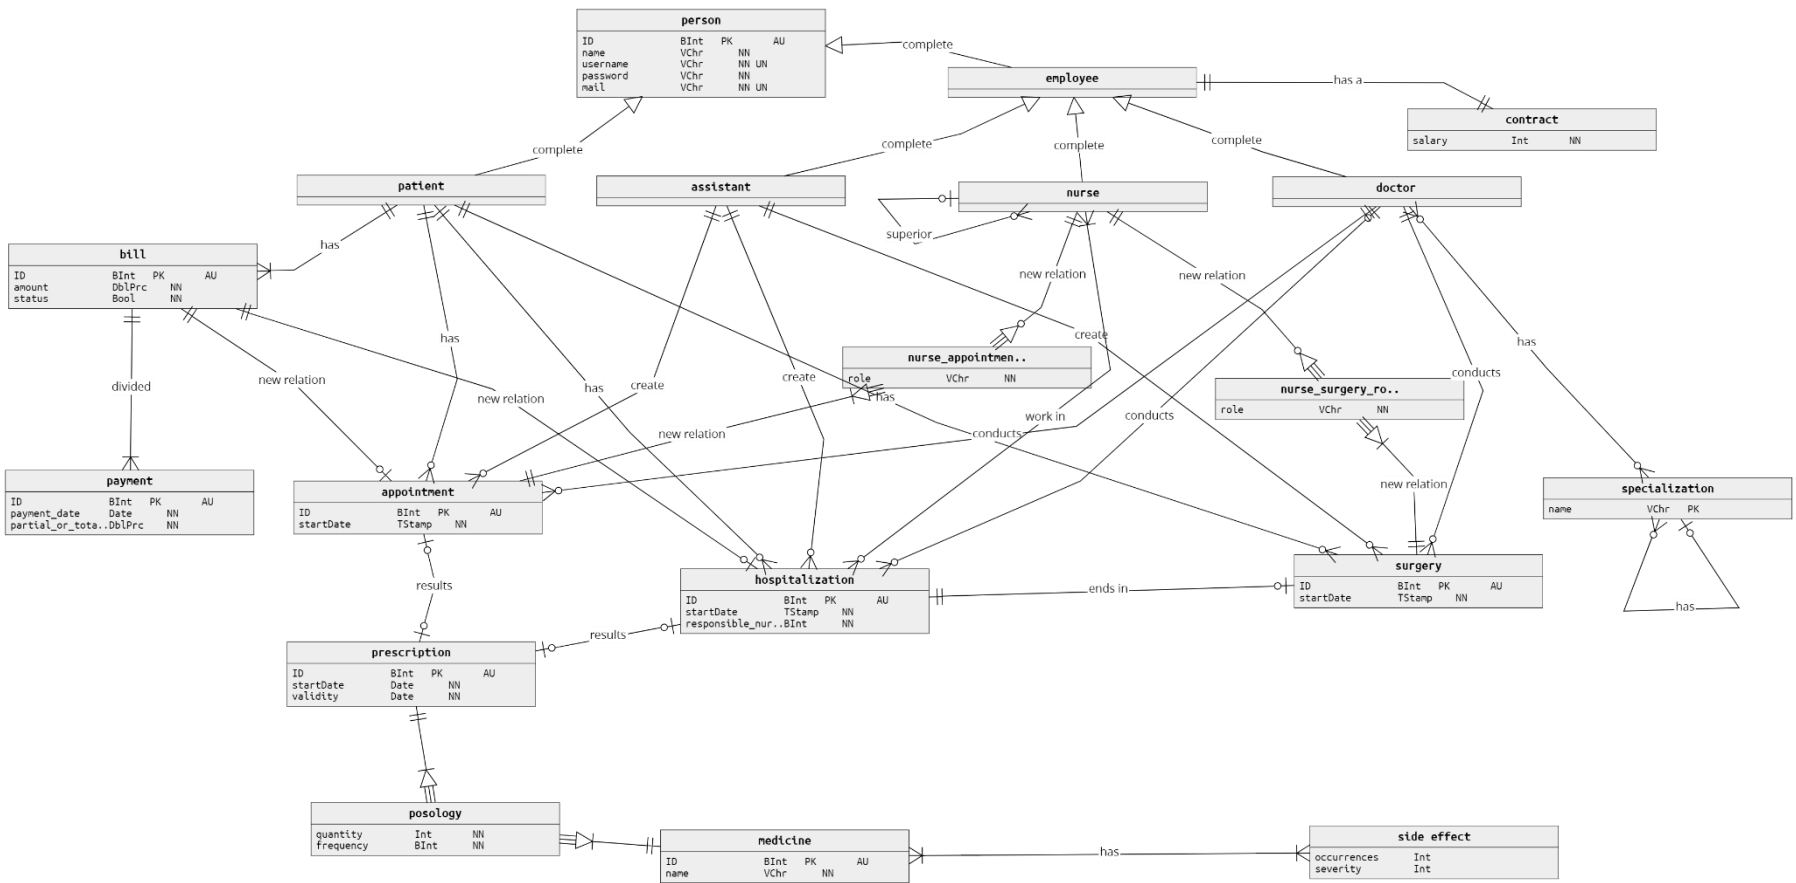 person
ID BInt PK AU
name VChr NN
username VChr NN UN
password VChr NN
mail VChr NN UN
complete
employee
has a
contract
salary Int NN
complete
complete
complete
complete
patient
assistant
nurse
doctor
superior
has
bill
ID BInt PK AU
amount DblPrc NN
status Bool NN
new relation
new relation
create
has
has
nurse_appointmen..
role VChr NN
conducts
divided
new relation
has
create
create
nurse_surgery_ro..
role VChr NN
new relation
has
work in
conducts
new relation
conducts
payment
ID BInt PK AU
payment_date Date NN
partial_or_tota..DblPrc NN
appointment
ID BInt PK AU
startDate TStamp NN
new relation
specialization
name VChr PK
hospitalization
ID BInt PK AU
startDate TStamp NN
responsible_nur..BInt NN
ends in
surgery
ID BInt PK AU
startDate TStamp NN
has
results
results
prescription
ID BInt PK AU
startDate Date NN
validity Date NN
posology
quantity Int NN
frequency BInt NN
medicine
ID BInt PK AU
name VChr NN
has
side effect
occurrences Int
severity Int